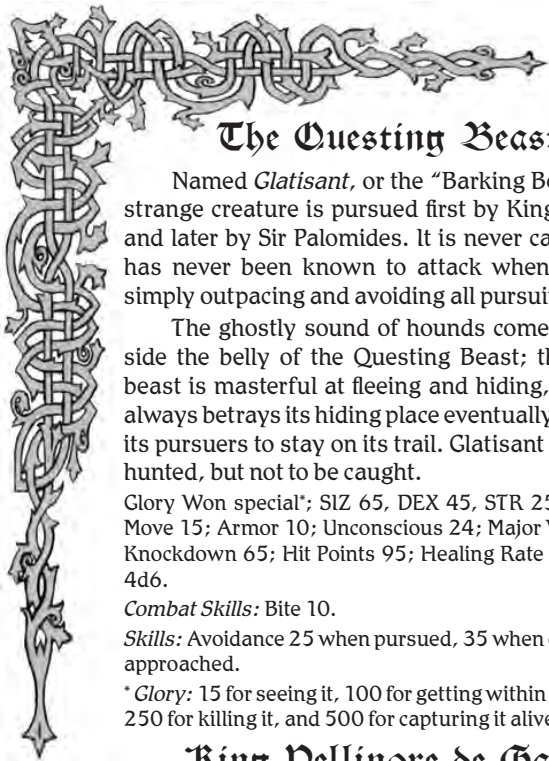 The Questing Beast
Named Glatisant, or the "Barking Be
strange creature is pursued first by King
and later by Sir Palomides. It is never ca
has never been known to attack when
simply outpacing and avoiding all pursui
The ghostly sound of hounds come
side the belly of the Questing Beast; th
beast is masterful at fleeing and hiding,
always betrays its hiding place eventually
its pursuers to stay on its trail. Glatisant
hunted, but not to be caught.
Glory Won special*; SIZ 65, DEX 45, STR 25
Move 15; Armor 10; Unconscious 24; Major
Knockdown 65; Hit Points 95; Healing Rate
4d6.
Combat Skills: Bite 10.
Skills: Avoidance 25 when pursued, 35 when
approached.
* Glory: 15 for seeing it, 100 for getting within
250 for killing it, and 500 for capturing it alive
King Pellinore de Ga